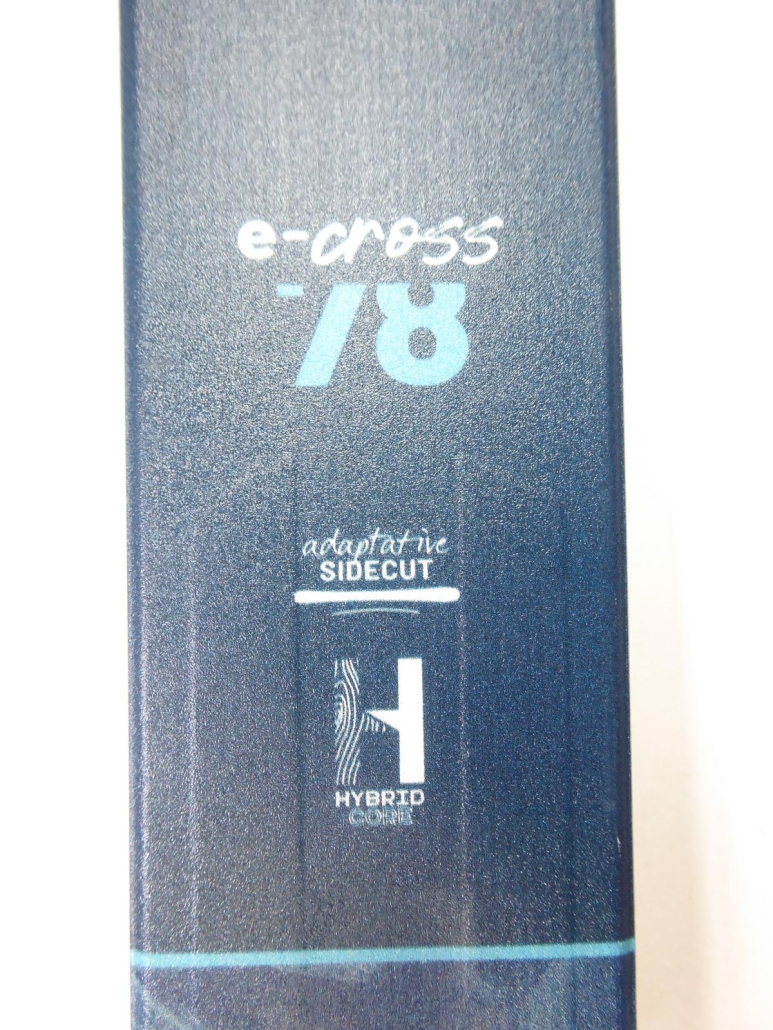 e-cross
78
adaptative
SIDECUT
H
HYBRID
CORE